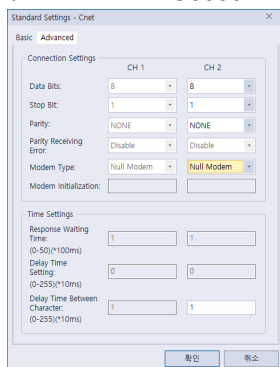 Standard Settings - Cnet
Basic Advanced
Connection Settings
CH 1 CH 2
Data Bits: 8 8
Stop Bit: 1 1
Parity: NONE NONE
Parity Receiving Error: Disable Disable
Modem Type: Null Modem Null Modem
Modem Initialization:
Time Settings
Response Waiting Time: 1 1
(0-50)(*100ms)
Delay Time Setting: 0 0
(0-255)(*10ms)
Delay Time Between Character: 1 1
(0-255)(*10ms)
확인 취소